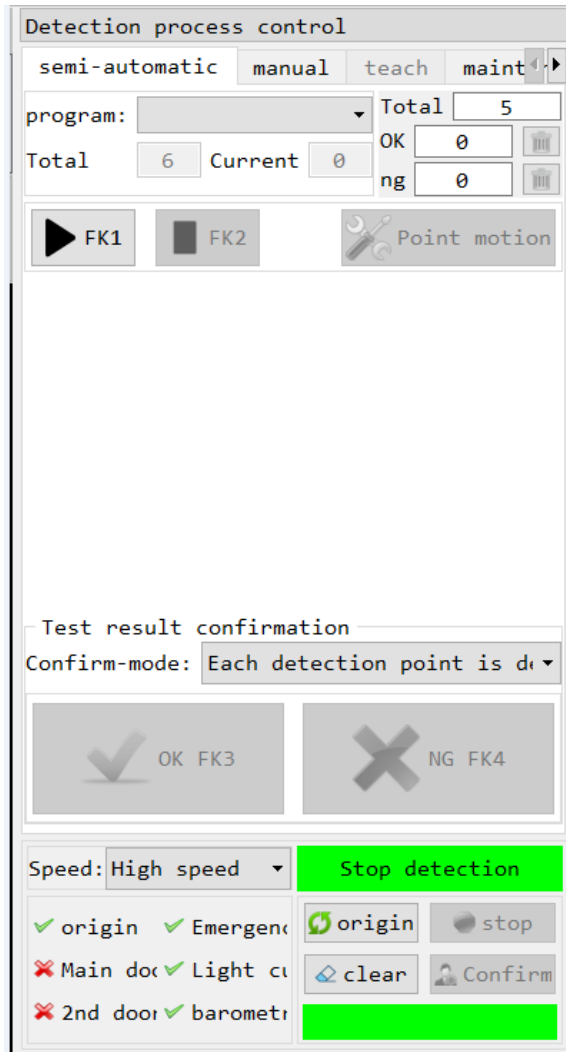 Detection process control
semi-automatic manual teach maint
program: Total 5
OK 0
Total 6 Current 0
ng 0
FK1 FK2 Point motion
Test result confirmation
Confirm-mode: Each detection point is de
OK FK3 NG FK4
Speed: High speed Stop detection
origin Emergenc origin stop
Main doo Light cu clear Confirm
2nd door barometr